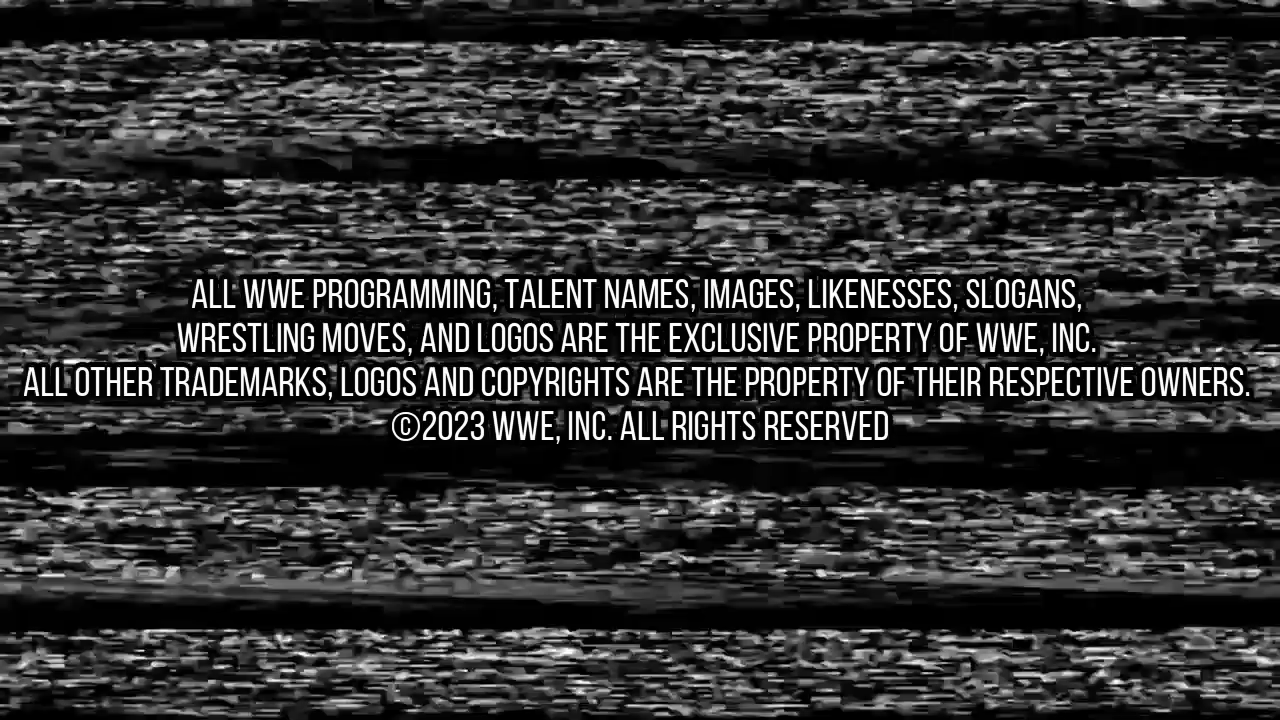 ALL WWE PROGRAMMING, TALENT NAMES, IMAGES, LIKENESSES, SLOGANS,
WRESTLING MOVES, AND LOGOS ARE THE EXCLUSIVE PROPERTY OF WWE, INC.
ALL OTHER TRADEMARKS, LOGOS AND COPYRIGHTS ARE THE PROPERTY OF THEIR RESPECTIVE OWNERS.
©2023 WWE, INC. ALL RIGHTS RESERVED